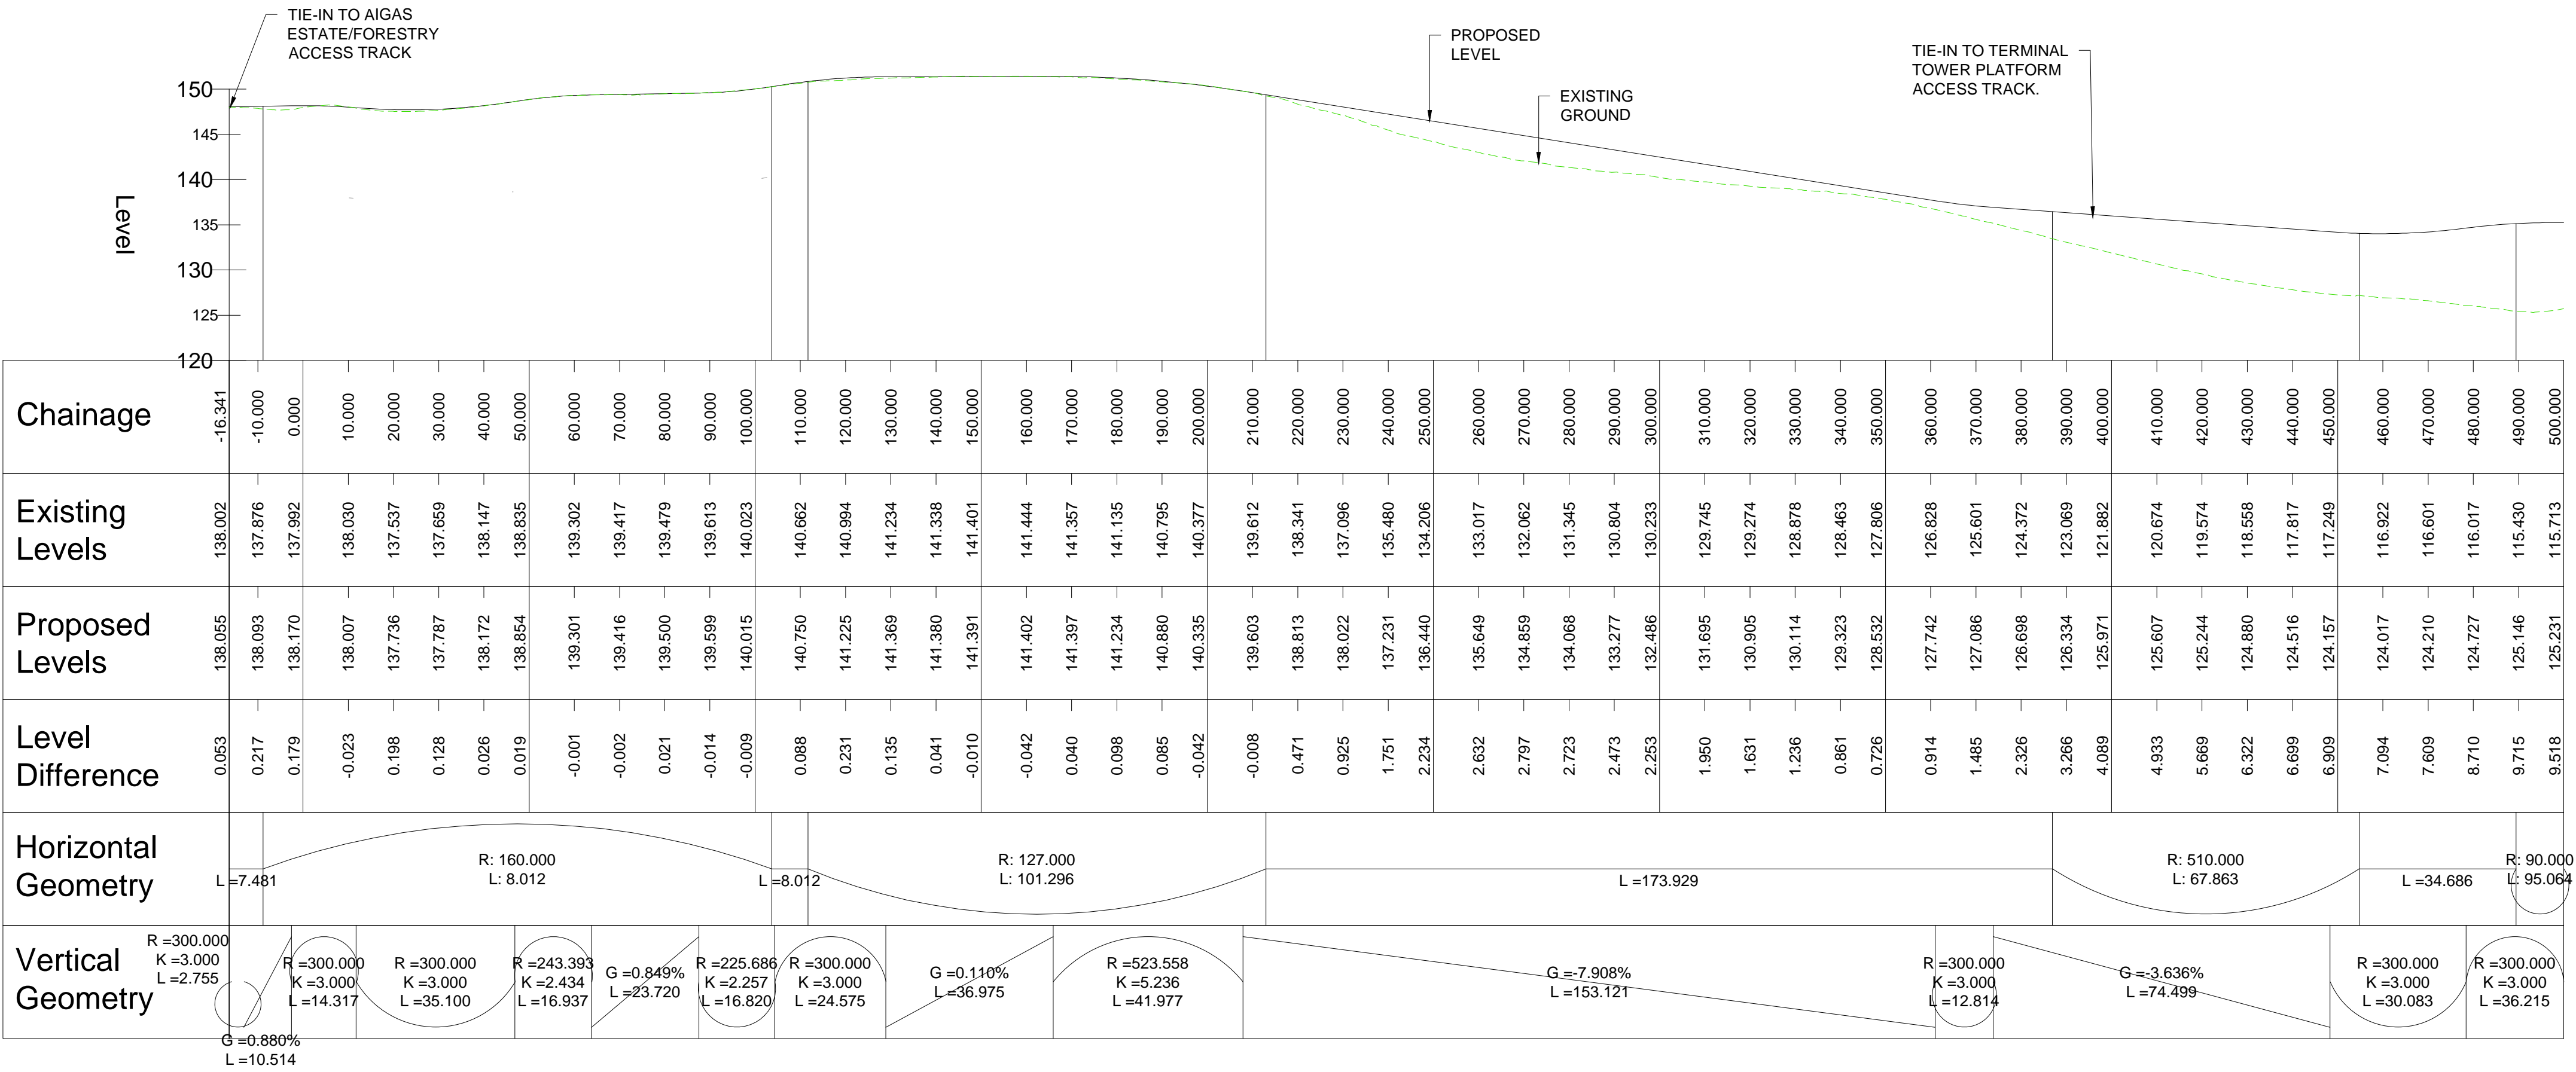 TIE-IN TO AIGAS
ESTATE/FORESTRY
ACCESS TRACK
PROPOSED
LEVEL
EXISTING
GROUND
TIE-IN TO TERMINAL
TOWER PLATFORM
ACCESS TRACK.
Level
150
145
140
135
130
125
120
Chainage
-16.341 -10.000 0.000 10.000 20.000 30.000 40.000 50.000 60.000 70.000 80.000 90.000 100.000 110.000 120.000 130.000 140.000 150.000 160.000 170.000 180.000 190.000 200.000 210.000 220.000 230.000 240.000 250.000 260.000 270.000 280.000 290.000 300.000 310.000 320.000 330.000 340.000 350.000 360.000 370.000 380.000 390.000 400.000 410.000 420.000 430.000 440.000 450.000 460.000 470.000 480.000 490.000 500.000
Existing
Levels
138.002 137.876 137.992 138.030 137.537 137.659 138.147 138.835 139.302 139.417 139.479 139.613 140.023 140.662 140.994 141.234 141.338 141.401 141.444 141.357 141.135 140.795 140.377 139.612 138.341 137.096 135.480 134.206 133.017 132.062 131.345 130.804 130.233 129.745 129.274 128.878 128.463 127.806 126.828 125.601 124.372 123.069 121.882 120.674 119.574 118.558 117.817 117.249 116.922 116.601 116.017 115.430 115.713
Proposed
Levels
138.055 138.093 138.170 138.007 137.736 137.787 138.172 138.854 139.301 139.416 139.500 139.599 140.015 140.750 141.225 141.369 141.380 141.391 141.402 141.397 141.234 140.880 140.335 139.603 138.813 138.022 137.231 136.440 135.649 134.859 134.068 133.277 132.486 131.695 130.905 130.114 129.323 128.532 127.742 127.086 126.698 126.334 125.971 125.607 125.244 124.880 124.516 124.157 124.017 124.210 124.727 125.146 125.231
Level
Difference
0.053 0.217 0.179 -0.023 0.198 0.128 0.026 0.019 -0.001 -0.002 0.021 -0.014 -0.009 0.088 0.231 0.135 0.041 -0.010 -0.042 0.040 0.098 0.085 -0.042 -0.008 0.471 0.925 1.751 2.234 2.632 2.797 2.723 2.473 2.253 1.950 1.631 1.236 0.861 0.726 0.914 1.485 2.326 3.266 4.089 4.933 5.669 6.322 6.699 6.909 7.094 7.609 8.710 9.715 9.518
Horizontal
Geometry
L =7.481
R: 160.000
L: 8.012
L =8.012
R: 127.000
L: 101.296
L =173.929
R: 510.000
L: 67.863
L =34.686
R: 90.000
L: 95.064
Vertical
Geometry
R =300.000
K =3.000
L =2.755
G =0.880%
L =10.514
R =300.000
K =3.000
L =14.317
R =300.000
K =3.000
L =35.100
R =243.393
K =2.434
L =16.937
G =0.849%
L =23.720
R =225.686
K =2.257
L =16.820
R =300.000
K =3.000
L =24.575
G =0.110%
L =36.975
R =523.558
K =5.236
L =41.977
G =-7.908%
L =153.121
R =300.000
K =3.000
L =12.814
G =-3.636%
L =74.499
R =300.000
K =3.000
L =30.083
R =300.000
K =3.000
L =36.215